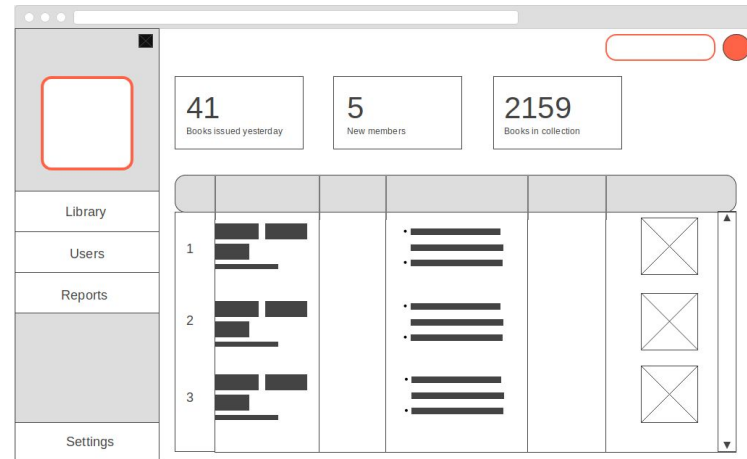 41
Books issued yesterday
5
New members
2159
Books in collection
Library
Users
Reports
Settings
1
2
3